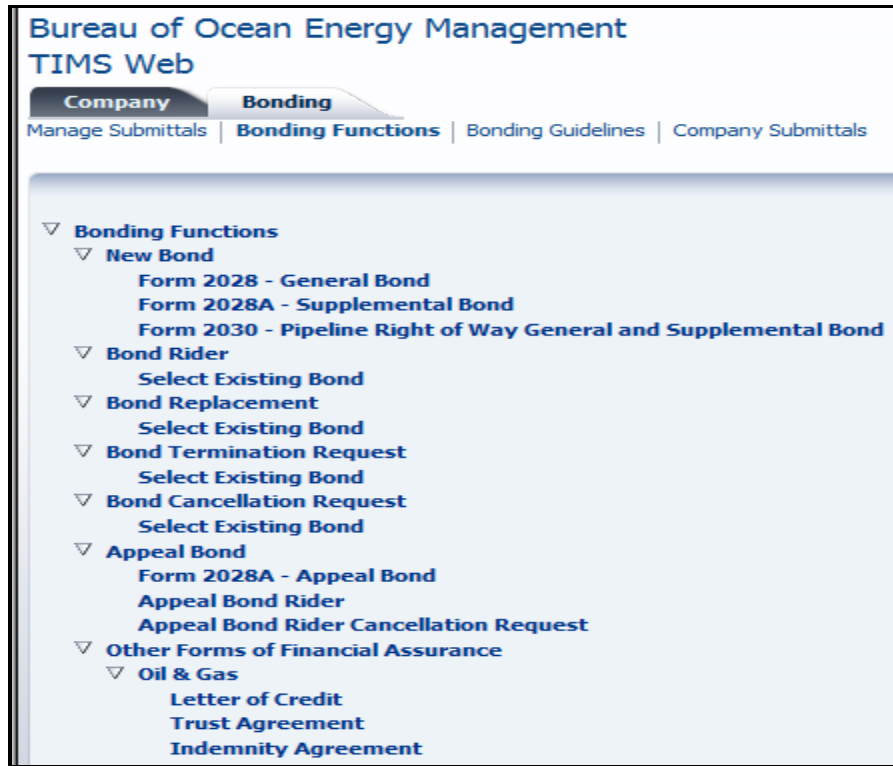 Bureau of Ocean Energy Management
TIMS Web
Company Bonding
Manage Submittals | Bonding Functions | Bonding Guidelines | Company Submittals
Bonding Functions
New Bond
Form 2028 - General Bond
Form 2028A - Supplemental Bond
Form 2030 - Pipeline Right of Way General and Supplemental Bond
Bond Rider
Select Existing Bond
Bond Replacement
Select Existing Bond
Bond Termination Request
Select Existing Bond
Bond Cancellation Request
Select Existing Bond
Appeal Bond
Form 2028A - Appeal Bond
Appeal Bond Rider
Appeal Bond Rider Cancellation Request
Other Forms of Financial Assurance
Oil & Gas
Letter of Credit
Trust Agreement
Indemnity Agreement